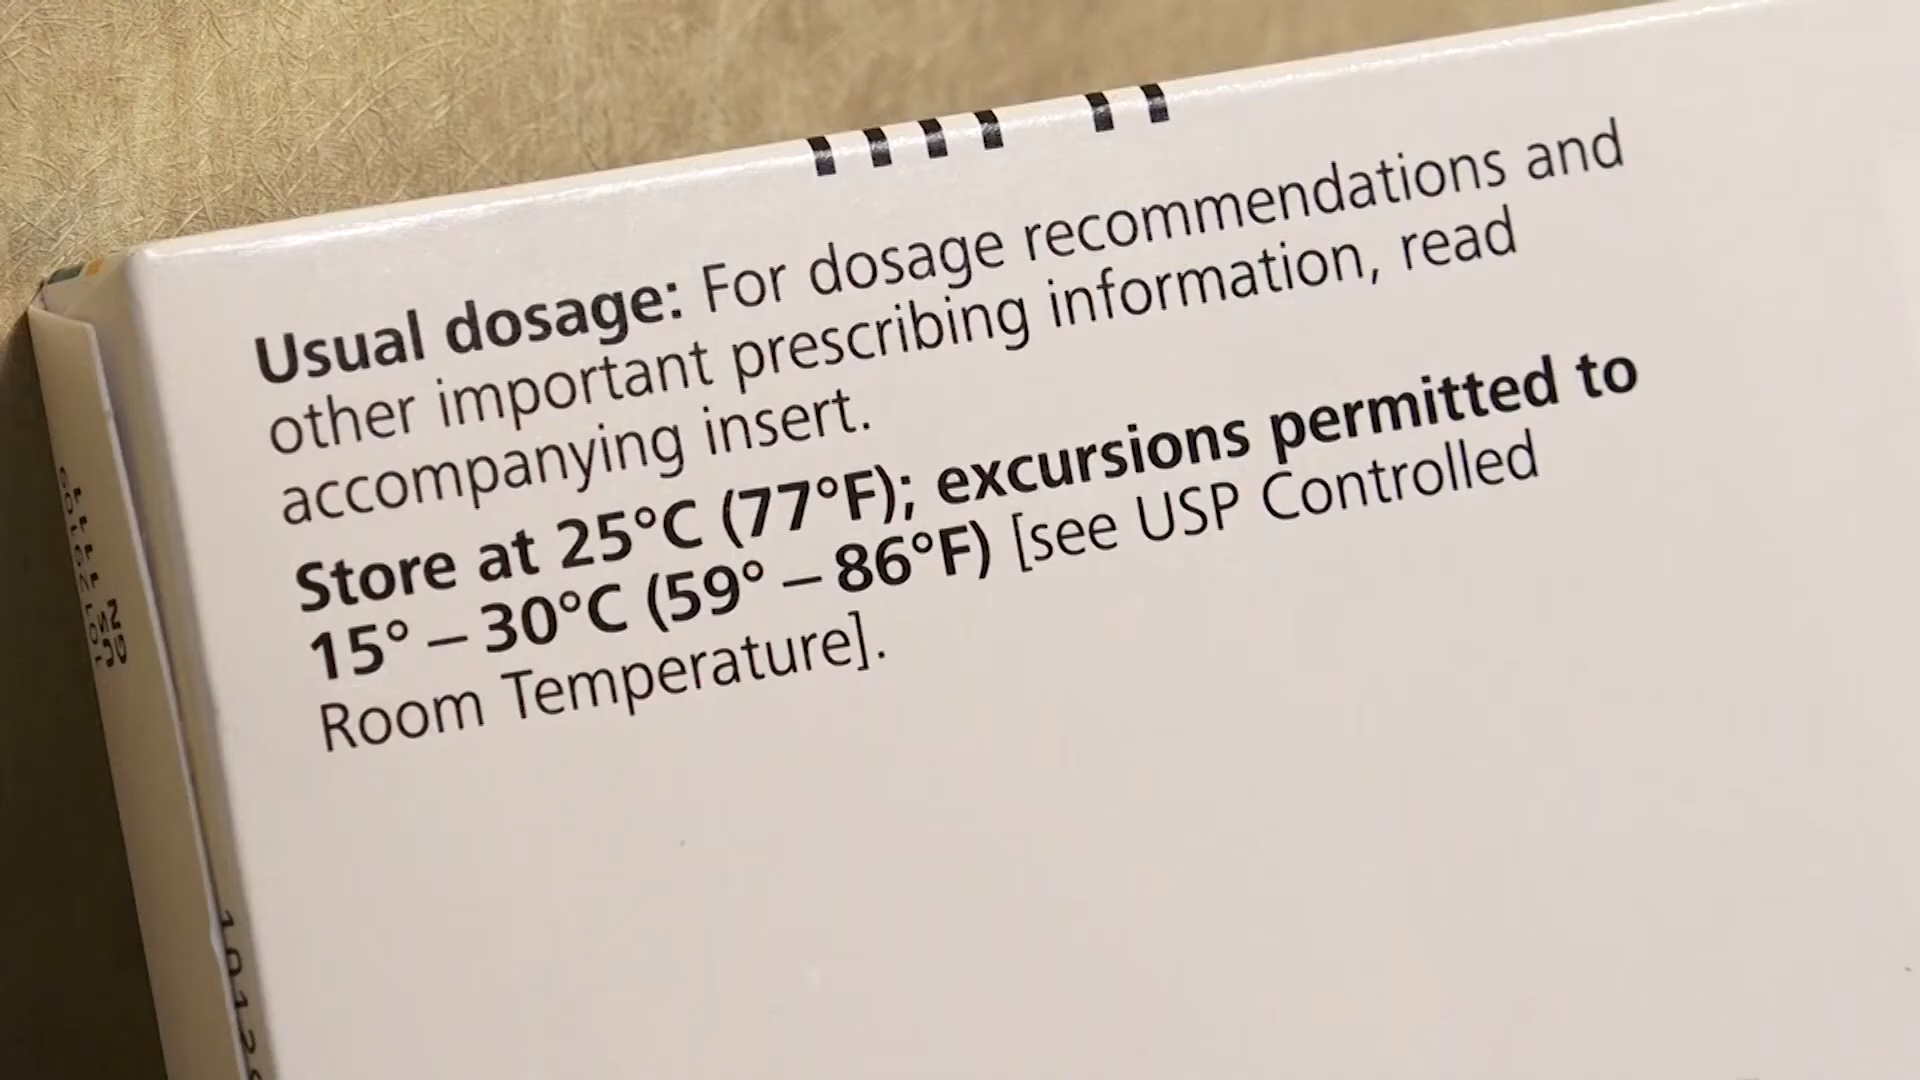 Usual dosage: For dosage recommendations and
other important prescribing information, read
accompanying insert.
Store at 25°C (77°F); excursions permitted to
15° – 30°C (59° – 86°F) [see USP Controlled
Room Temperature].